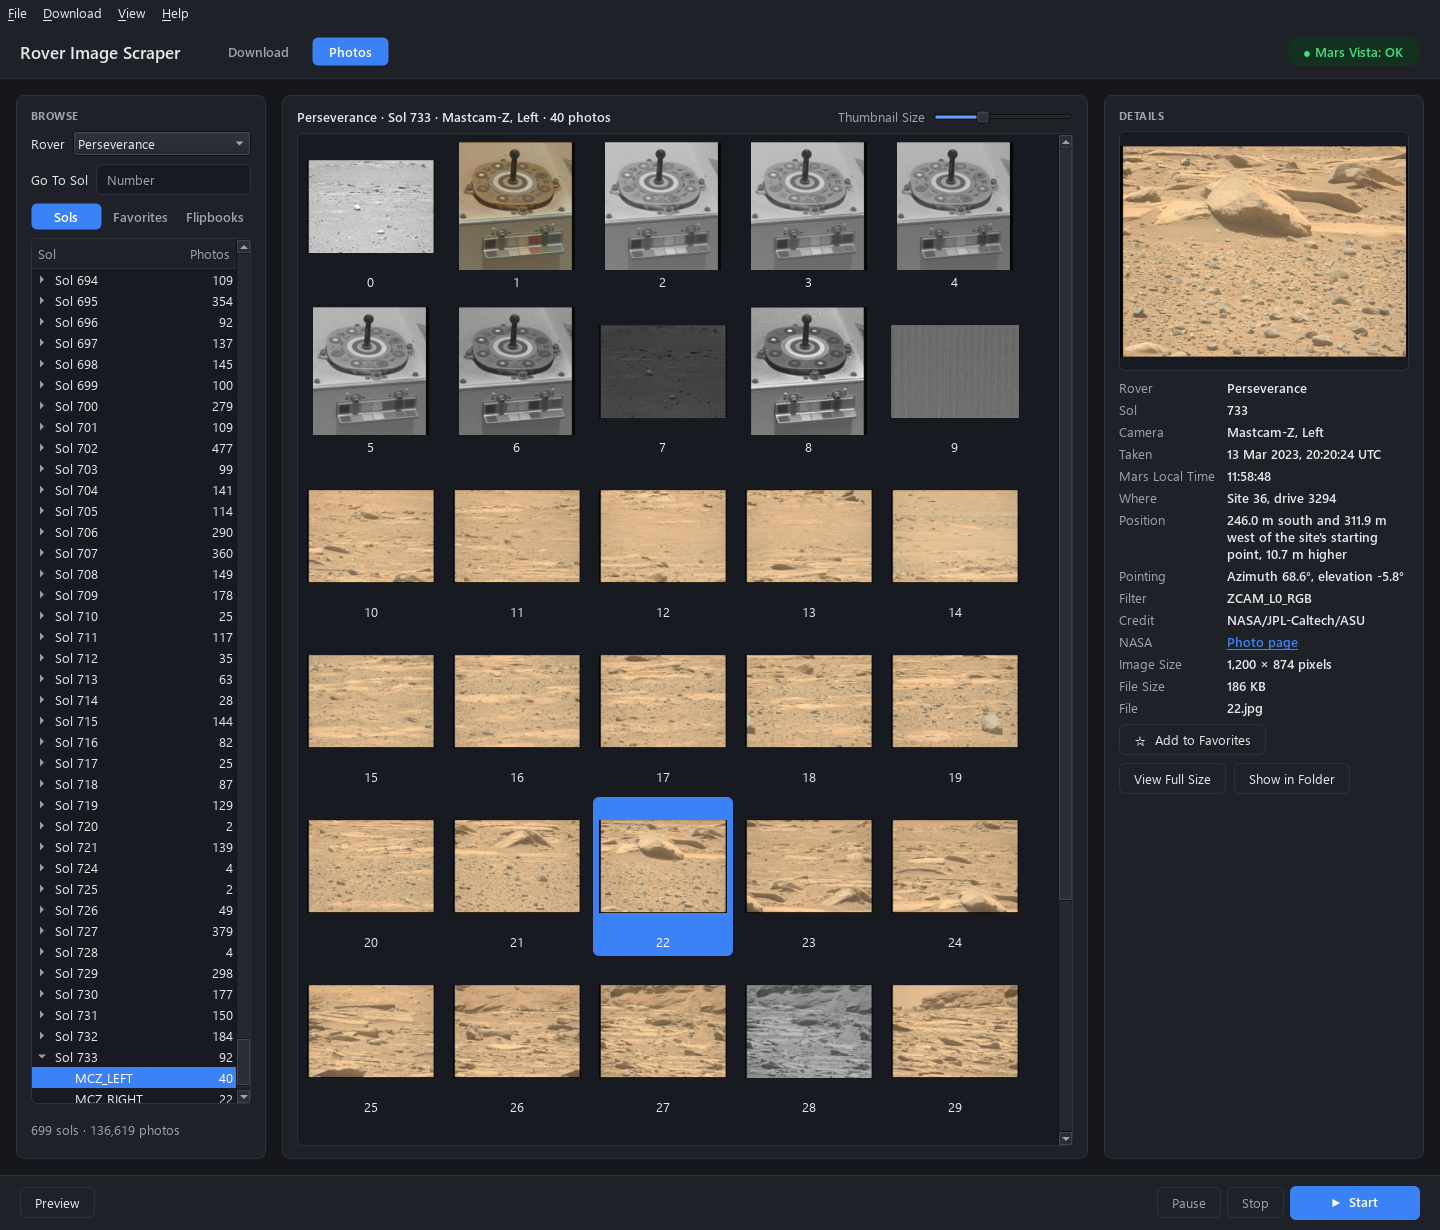 File Download View Help
Rover Image Scraper Download Photos ● Mars Vista: OK
BROWSE
Rover Perseverance
Go To Sol Number
Sols Favorites Flipbooks
Sol Photos
Sol 694 109
Sol 695 354
Sol 696 92
Sol 697 137
Sol 698 145
Sol 699 100
Sol 700 279
Sol 701 109
Sol 702 477
Sol 703 99
Sol 704 141
Sol 705 114
Sol 706 290
Sol 707 360
Sol 708 149
Sol 709 178
Sol 710 25
Sol 711 117
Sol 712 35
Sol 713 63
Sol 714 28
Sol 715 144
Sol 716 82
Sol 717 25
Sol 718 87
Sol 719 129
Sol 720 2
Sol 721 139
Sol 724 4
Sol 725 2
Sol 726 49
Sol 727 379
Sol 728 4
Sol 729 298
Sol 730 177
Sol 731 150
Sol 732 184
Sol 733 92
MCZ_LEFT 40
MCZ_RIGHT 22
699 sols · 136,619 photos
Perseverance · Sol 733 · Mastcam-Z, Left · 40 photos Thumbnail Size
0 1 2 3 4
5 6 7 8 9
10 11 12 13 14
15 16 17 18 19
20 21 22 23 24
25 26 27 28 29
DETAILS
Rover Perseverance
Sol 733
Camera Mastcam-Z, Left
Taken 13 Mar 2023, 20:20:24 UTC
Mars Local Time 11:58:48
Where Site 36, drive 3294
Position 246.0 m south and 311.9 m
west of the site's starting
point, 10.7 m higher
Pointing Azimuth 68.6°, elevation -5.8°
Filter ZCAM_L0_RGB
Credit NASA/JPL-Caltech/ASU
NASA Photo page
Image Size 1,200 × 874 pixels
File Size 186 KB
File 22.jpg
☆ Add to Favorites
View Full Size Show in Folder
Preview Pause Stop ► Start